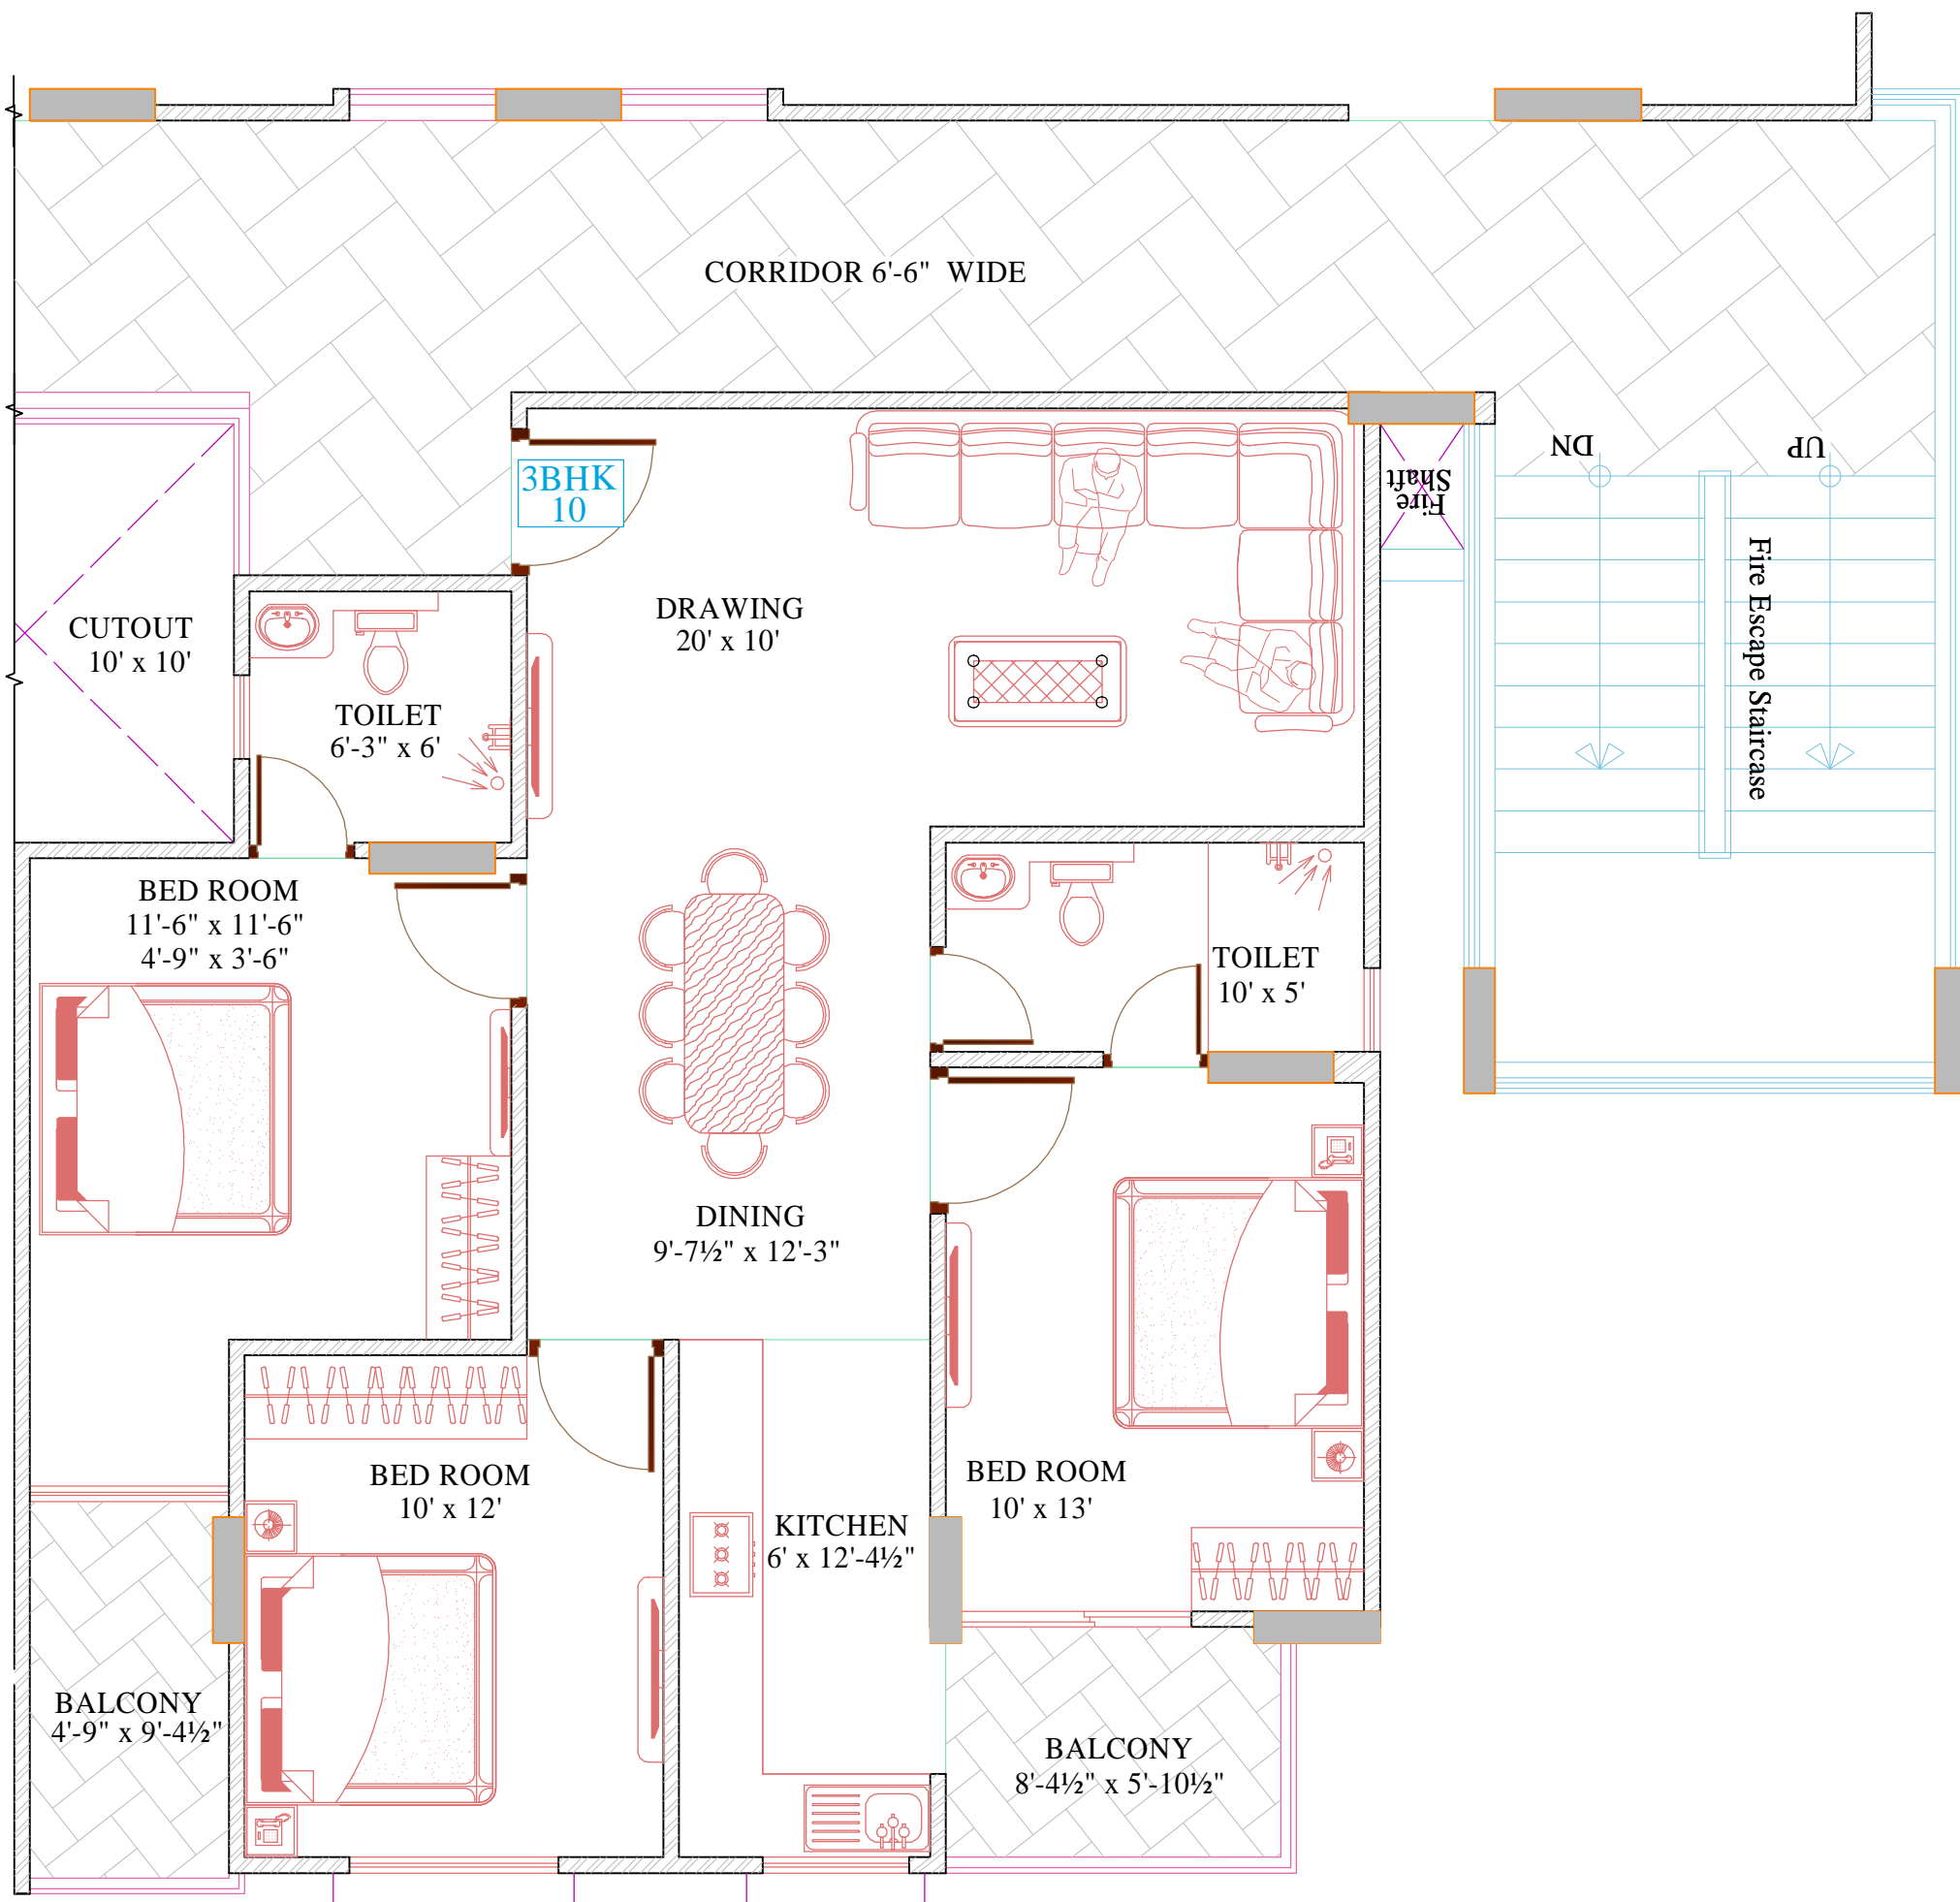 CORRIDOR 6'-6" WIDE
3BHK
10
DN
UP
Fire
Shaft
Fire Escape Staircase
CUTOUT
10' x 10'
DRAWING
20' x 10'
TOILET
6'-3" x 6'
BED ROOM
11'-6" x 11'-6"
4'-9" x 3'-6"
TOILET
10' x 5'
DINING
9'-7½" x 12'-3"
BED ROOM
10' x 12'
BED ROOM
10' x 13'
KITCHEN
6' x 12'-4½"
BALCONY
4'-9" x 9'-4½"
BALCONY
8'-4½" x 5'-10½"